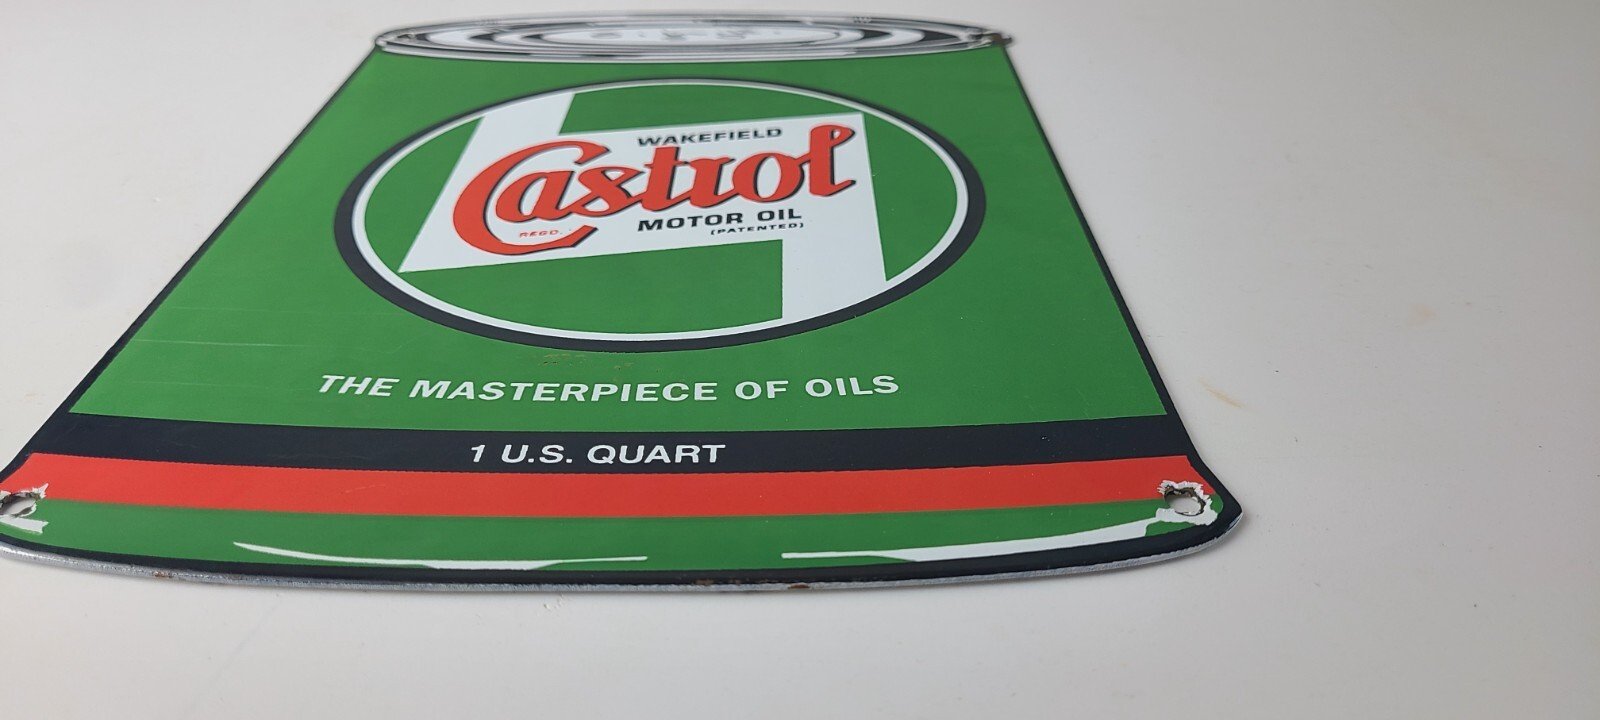 WAKEFIELD
Castrol
REGD.
MOTOR OIL
(PATENTED)
THE MASTERPIECE OF OILS
1 U.S. QUART